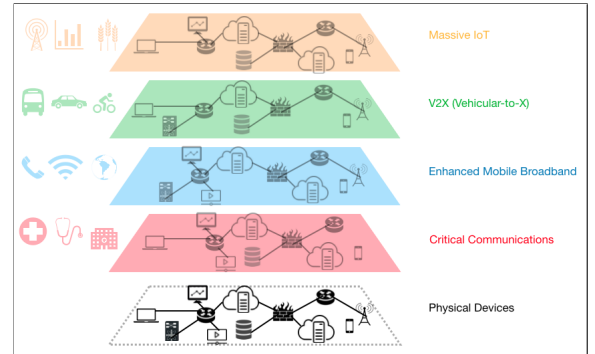 Massive IoT
V2X (Vehicular-to-X)
Enhanced Mobile Broadband
Critical Communications
Physical Devices